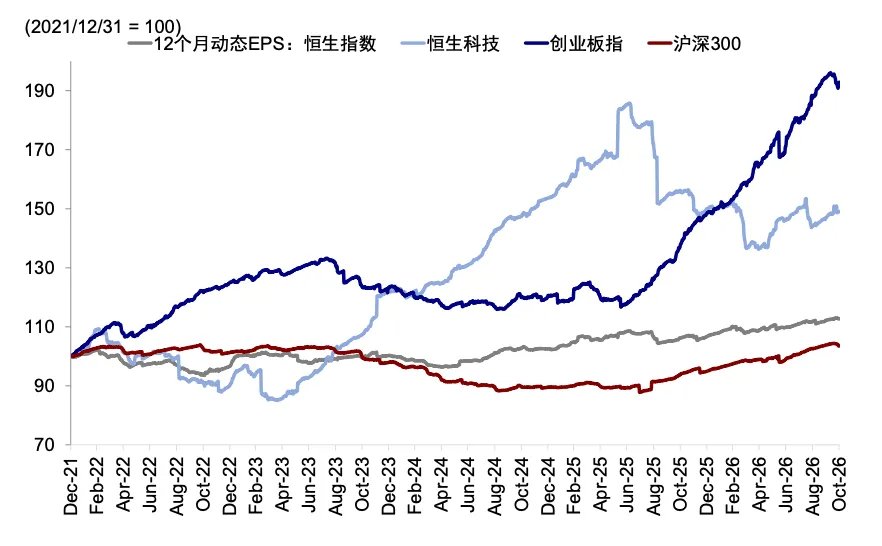 (2021/12/31 = 100)
12个月动态EPS：恒生指数 恒生科技 创业板指 沪深300
190
170
150
130
110
90
70
Dec-21 Feb-22 Apr-22 Jun-22 Aug-22 Oct-22 Dec-22 Feb-23 Apr-23 Jun-23 Aug-23 Oct-23 Dec-23 Feb-24 Apr-24 Jun-24 Aug-24 Oct-24 Dec-24 Feb-25 Apr-25 Jun-25 Aug-25 Oct-25 Dec-25 Feb-26 Apr-26 Jun-26 Aug-26 Oct-26